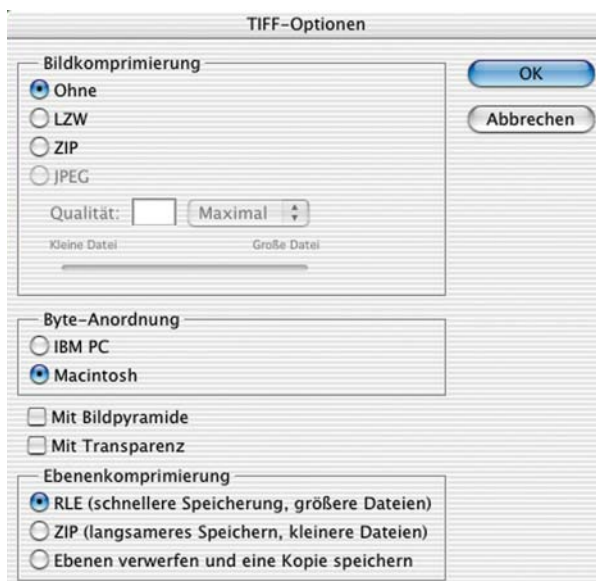 TIFF-Optionen
Bildkomprimierung
Ohne
LZW
ZIP
JPEG
Qualität: Maximal
Kleine Datei Große Datei
OK
Abbrechen
Byte-Anordnung
IBM PC
Macintosh
Mit Bildpyramide
Mit Transparenz
Ebenenkomprimierung
RLE (schnellere Speicherung, größere Dateien)
ZIP (langsameres Speichern, kleinere Dateien)
Ebenen verwerfen und eine Kopie speichern